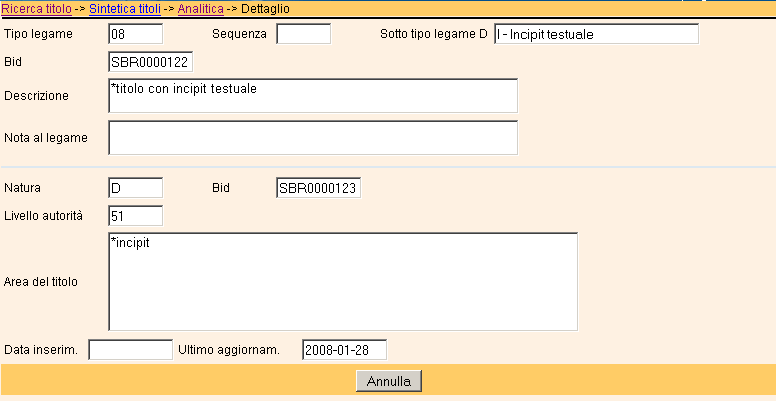 Ricerca titolo -> Sintetica titoli -> Analitica -> Dettaglio
Tipo legame 08 Sequenza Sotto tipo legame D I - Incipit testuale
Bid SBR0000122
Descrizione *titolo con incipit testuale
Nota al legame
Natura D Bid SBR0000123
Livello autorità 51
*incipit
Area del titolo
Data inserim. Ultimo aggiornam. 2008-01-28
Annulla